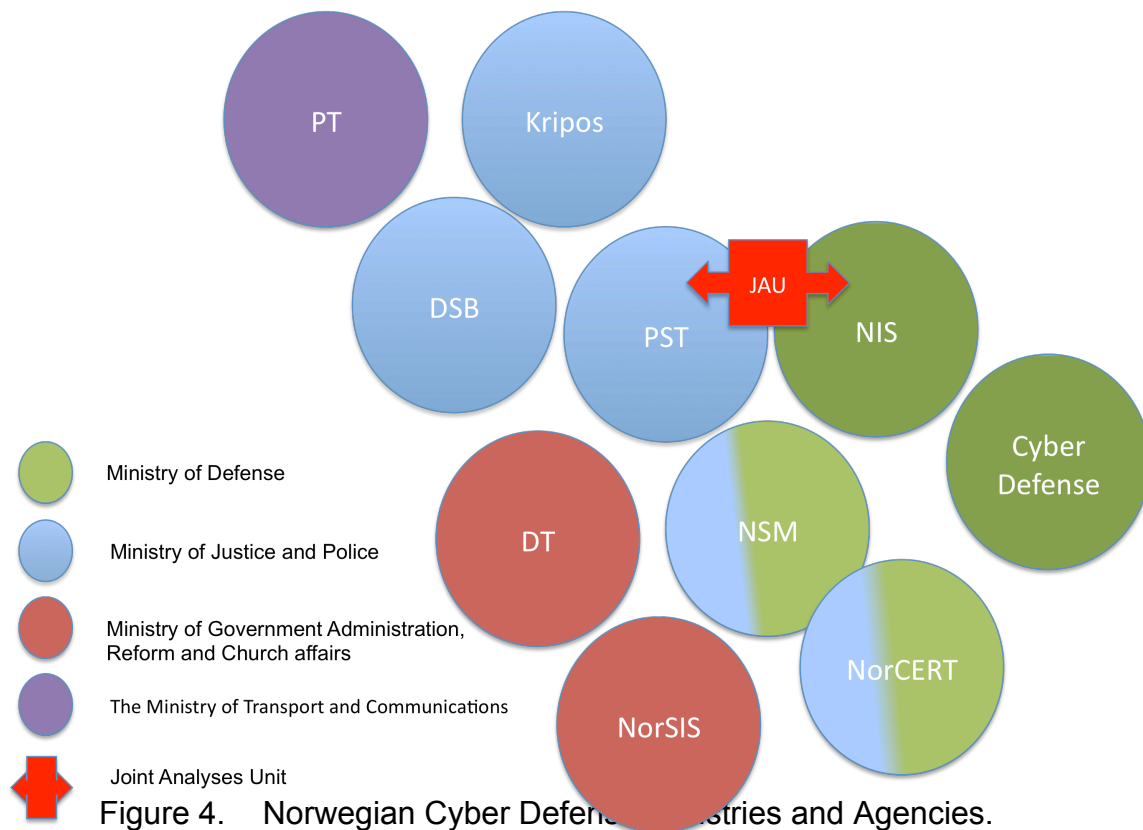 PT
Kripos
DSB
PST
JAU
NIS
Cyber
Defense
DT
NSM
NorCERT
NorSIS
Ministry of Defense
Ministry of Justice and Police
Ministry of Government Administration,
Reform and Church affairs
The Ministry of Transport and Communications
Joint Analyses Unit
Figure 4. Norwegian Cyber and Agencies.